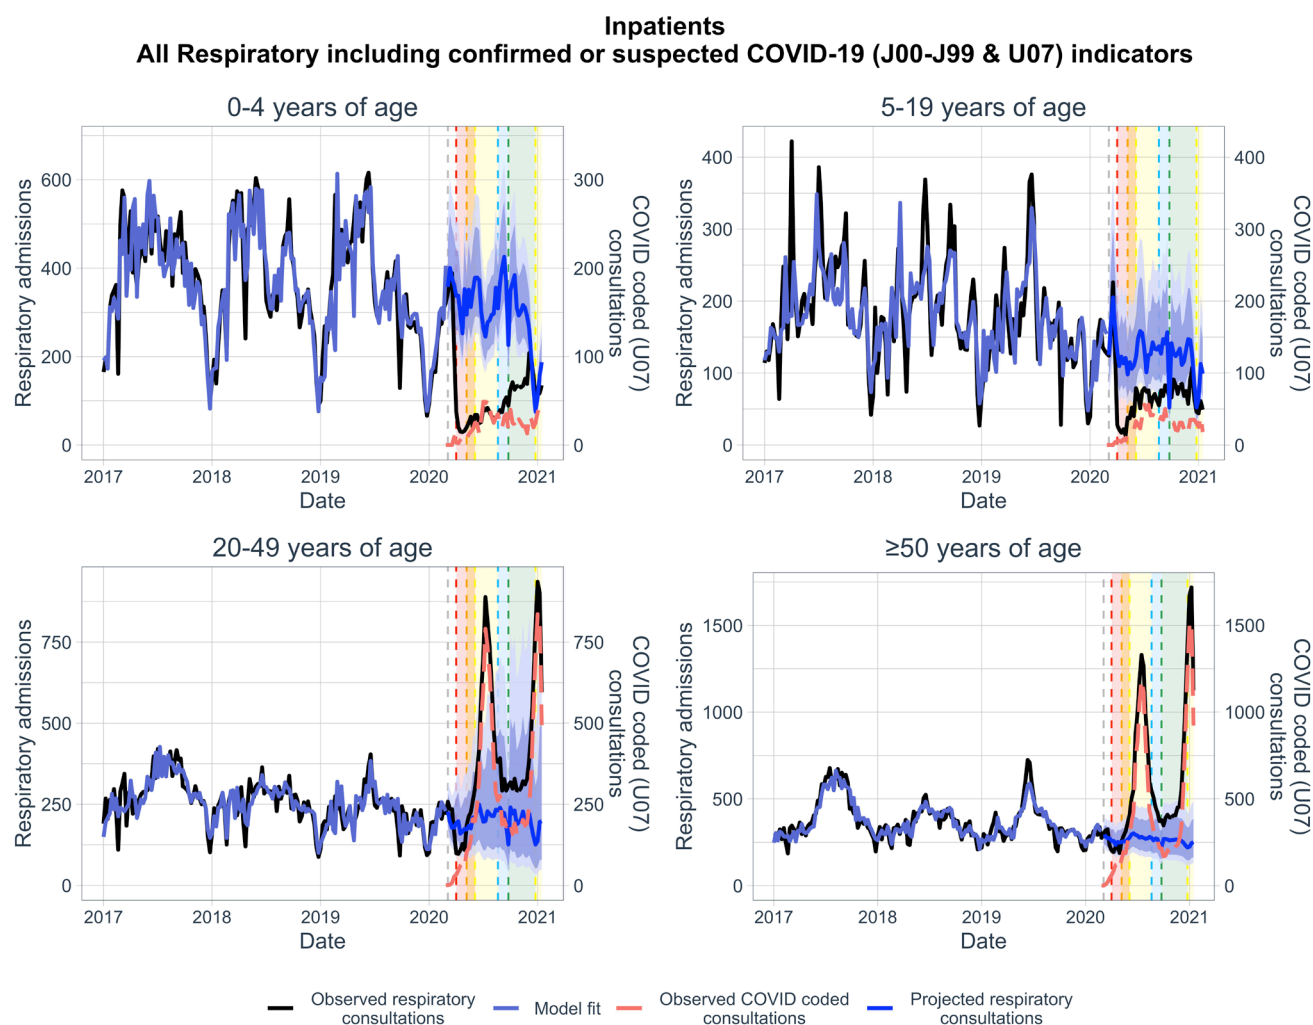 Inpatients
All Respiratory including confirmed or suspected COVID-19 (J00-J99 & U07) indicators
0-4 years of age
Respiratory admissions
600
400
200
0
300
200
100
0
COVID coded (U07)
consultations
2017 2018 2019 2020 2021
Date
5-19 years of age
Respiratory admissions
400
300
200
100
0
400
300
200
100
0
COVID coded (U07)
consultations
2017 2018 2019 2020 2021
Date
20-49 years of age
Respiratory admissions
750
500
250
0
750
500
250
0
COVID coded (U07)
consultations
2017 2018 2019 2020 2021
Date
≥50 years of age
Respiratory admissions
1500
1000
500
0
1500
1000
500
0
COVID coded (U07)
consultations
2017 2018 2019 2020 2021
Date
Observed respiratory
consultations
Model fit
Observed COVID coded
consultations
Projected respiratory
consultations